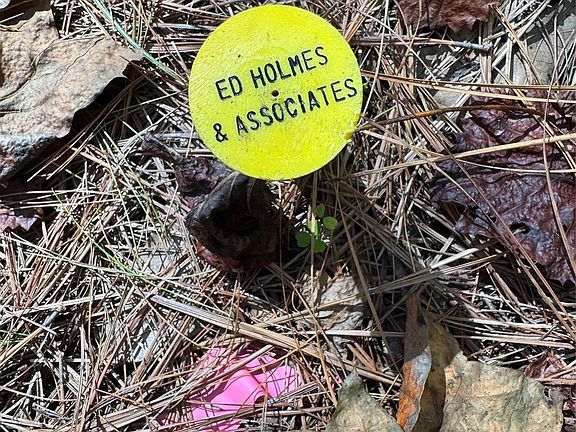 ED HOLMES
& ASSOCIATES